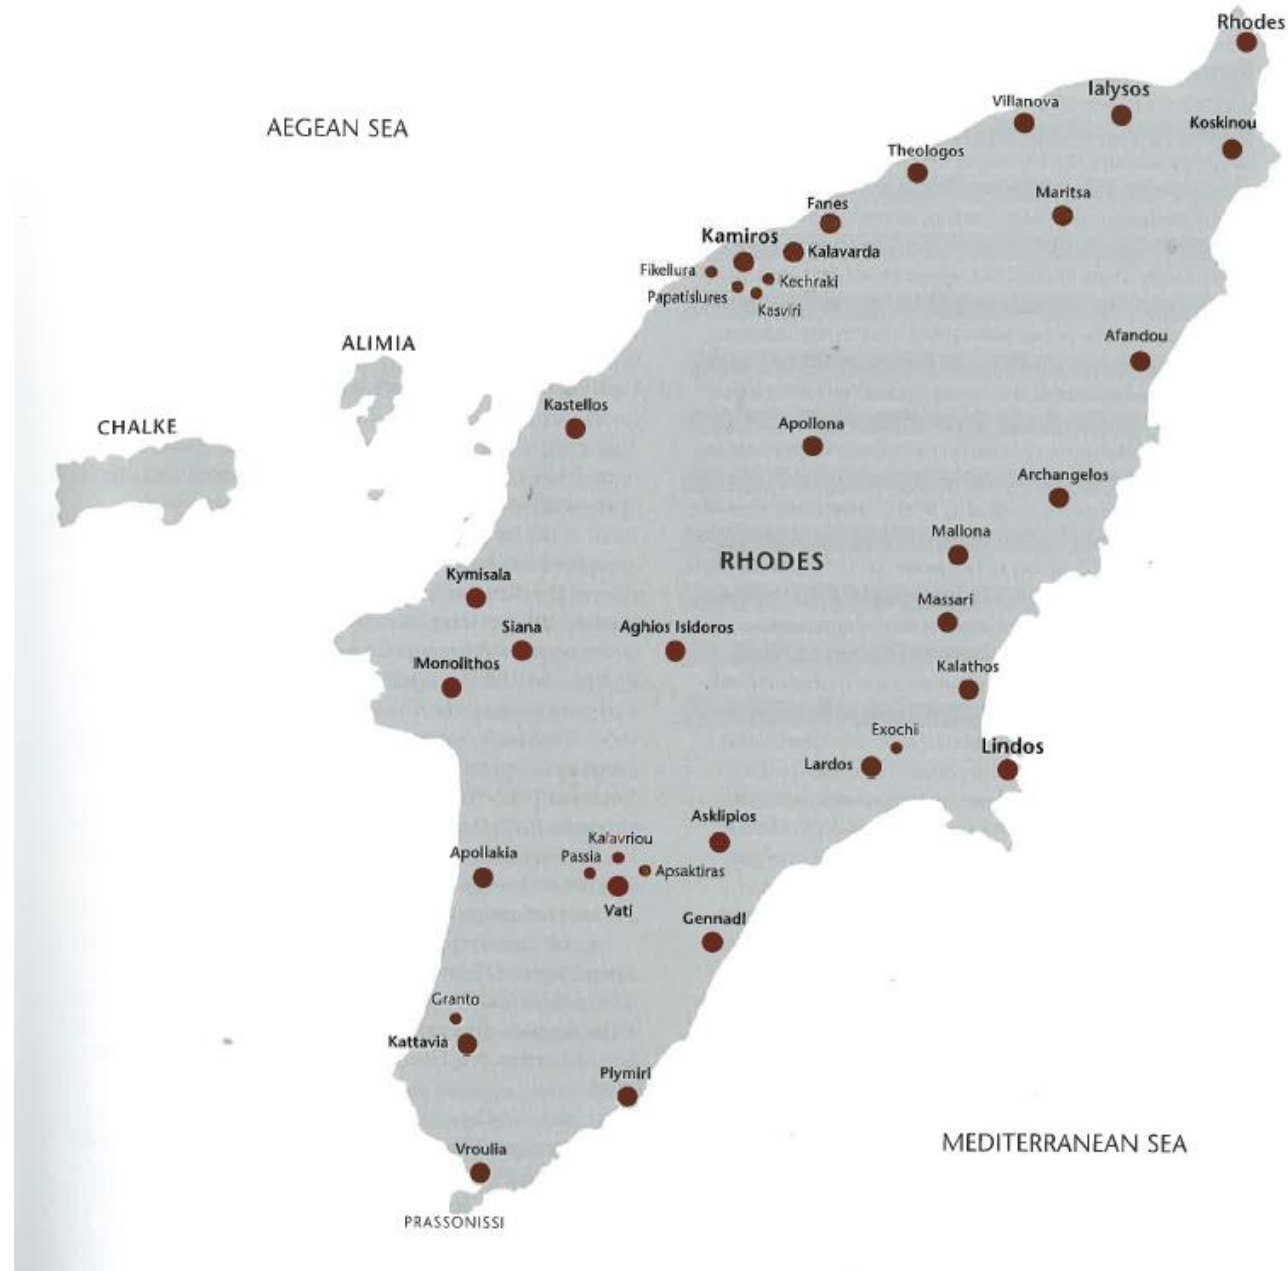 Rhodes
Ialysos
Villanova
Koskinou
AEGEAN SEA
Theologos
Maritsa
Fanes
Kamiros
Kalavarda
Fikellura
Kechraki
Papatislures
Kasviri
Afandou
ALIMIA
Kastellos
CHALKE
Apollona
Archangelos
Mallona
RHODES
Kymisala
Massari
Siana
Aghios Isidoros
Monolithos
Kalathos
Exochii
Lindos
Lardos
Asklipios
Kalavriou
Apollakia
Passia
Apsaktiras
Vati
Gennadi
Granto
Kattavia
Plymiri
MEDITERRANEAN SEA
Vroulia
PRASSONISSI